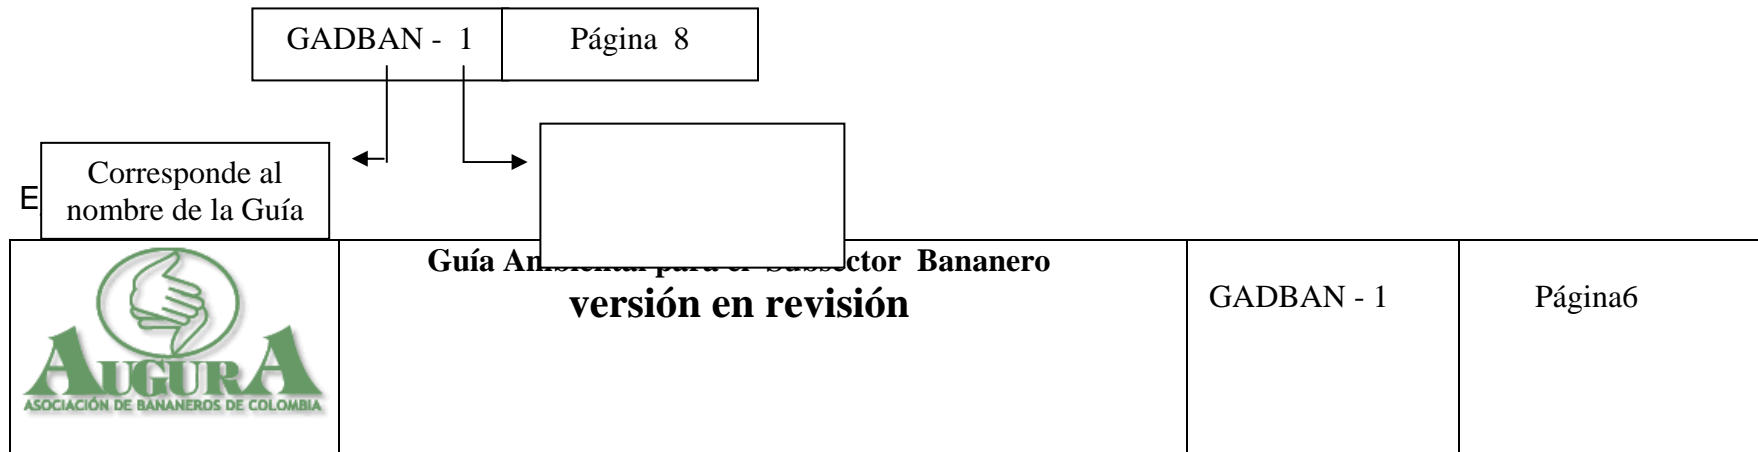 GADBAN - 1
Página 8
Corresponde al
nombre de la Guía
E
Guía Ambiental para el Subsector Bananero
versión en revisión
GADBAN - 1
Página6
AUGURA
ASOCIACIÓN DE BANANEROS DE COLOMBIA